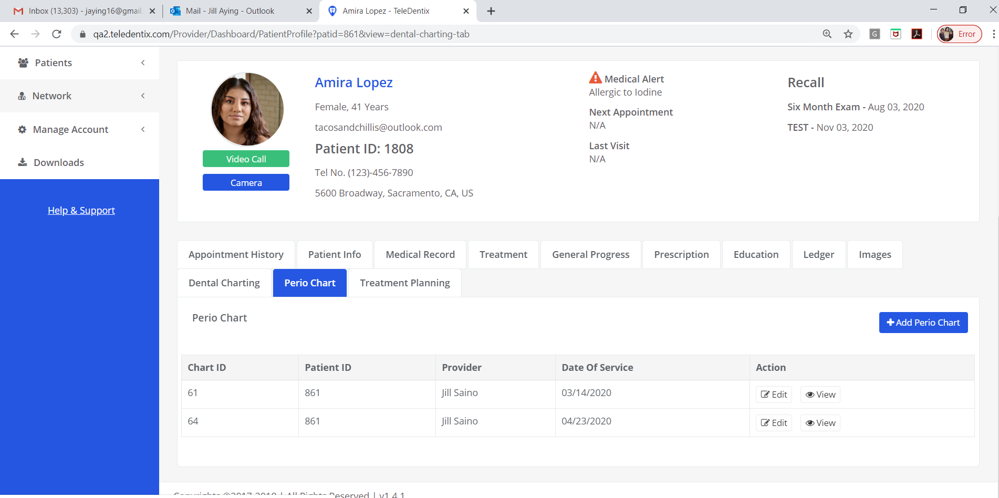 Inbox (13,303) - jaying16@gmail.
Mail - Jill Aying - Outlook
Amira Lopez - TeleDentix
qa2.teledentix.com/Provider/Dashboard/PatientProfile?patid=861&view=dental-charting-tab
G
Error
Patients
Network
Manage Account
Downloads
Help & Support
Video Call
Camera
Amira Lopez
Female, 41 Years
tacosandchillis@outlook.com
Patient ID: 1808
Tel No. (123)-456-7890
5600 Broadway, Sacramento, CA, US
Medical Alert
Allergic to Iodine
Next Appointment
N/A
Last Visit
N/A
Recall
Six Month Exam - Aug 03, 2020
TEST - Nov 03, 2020
Appointment History Patient Info Medical Record Treatment General Progress Prescription Education Ledger Images
Dental Charting Perio Chart Treatment Planning
Perio Chart
Add Perio Chart
Chart ID Patient ID Provider Date Of Service Action
61 861 Jill Saino 03/14/2020 Edit View
64 861 Jill Saino 04/23/2020 Edit View
Copyrights ©2017-2018 | All Rights Reserved | v1.4.1